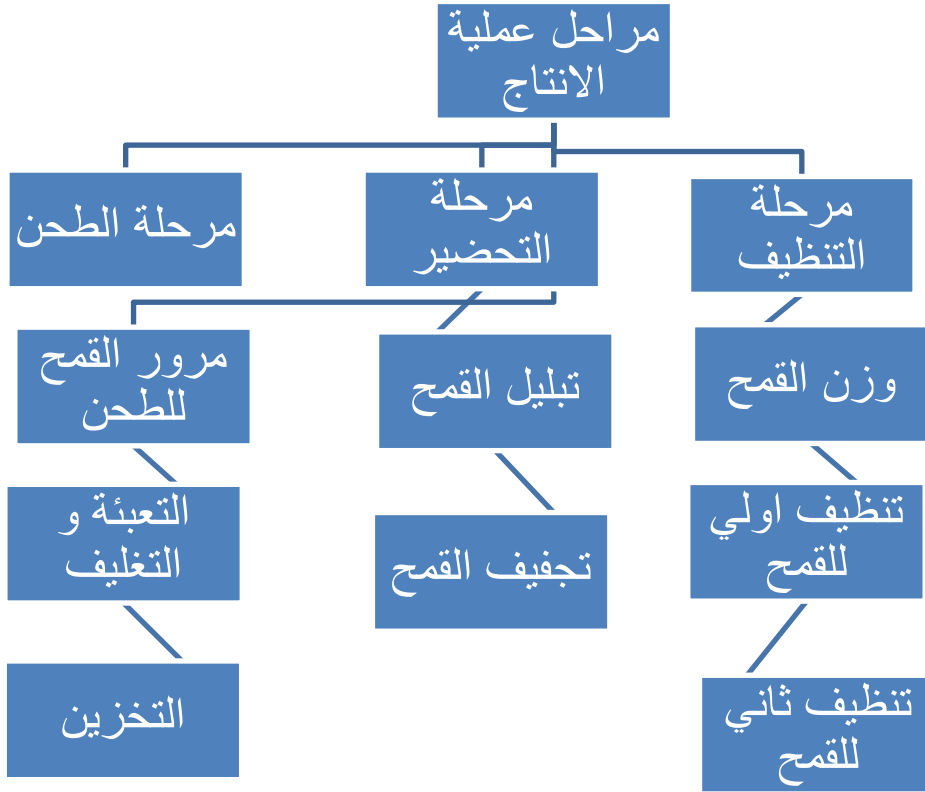 مراحل عملية
الانتاج
مرحلة
التنظيف
مرحلة
التحضير
مرحلة الطحن
وزن القمح
تبليل القمح
مرور القمح
للطحن
تنظيف اولي
للقمح
تجفيف القمح
التعبئة و
التغليف
تنظيف ثاني
للقمح
التخزين